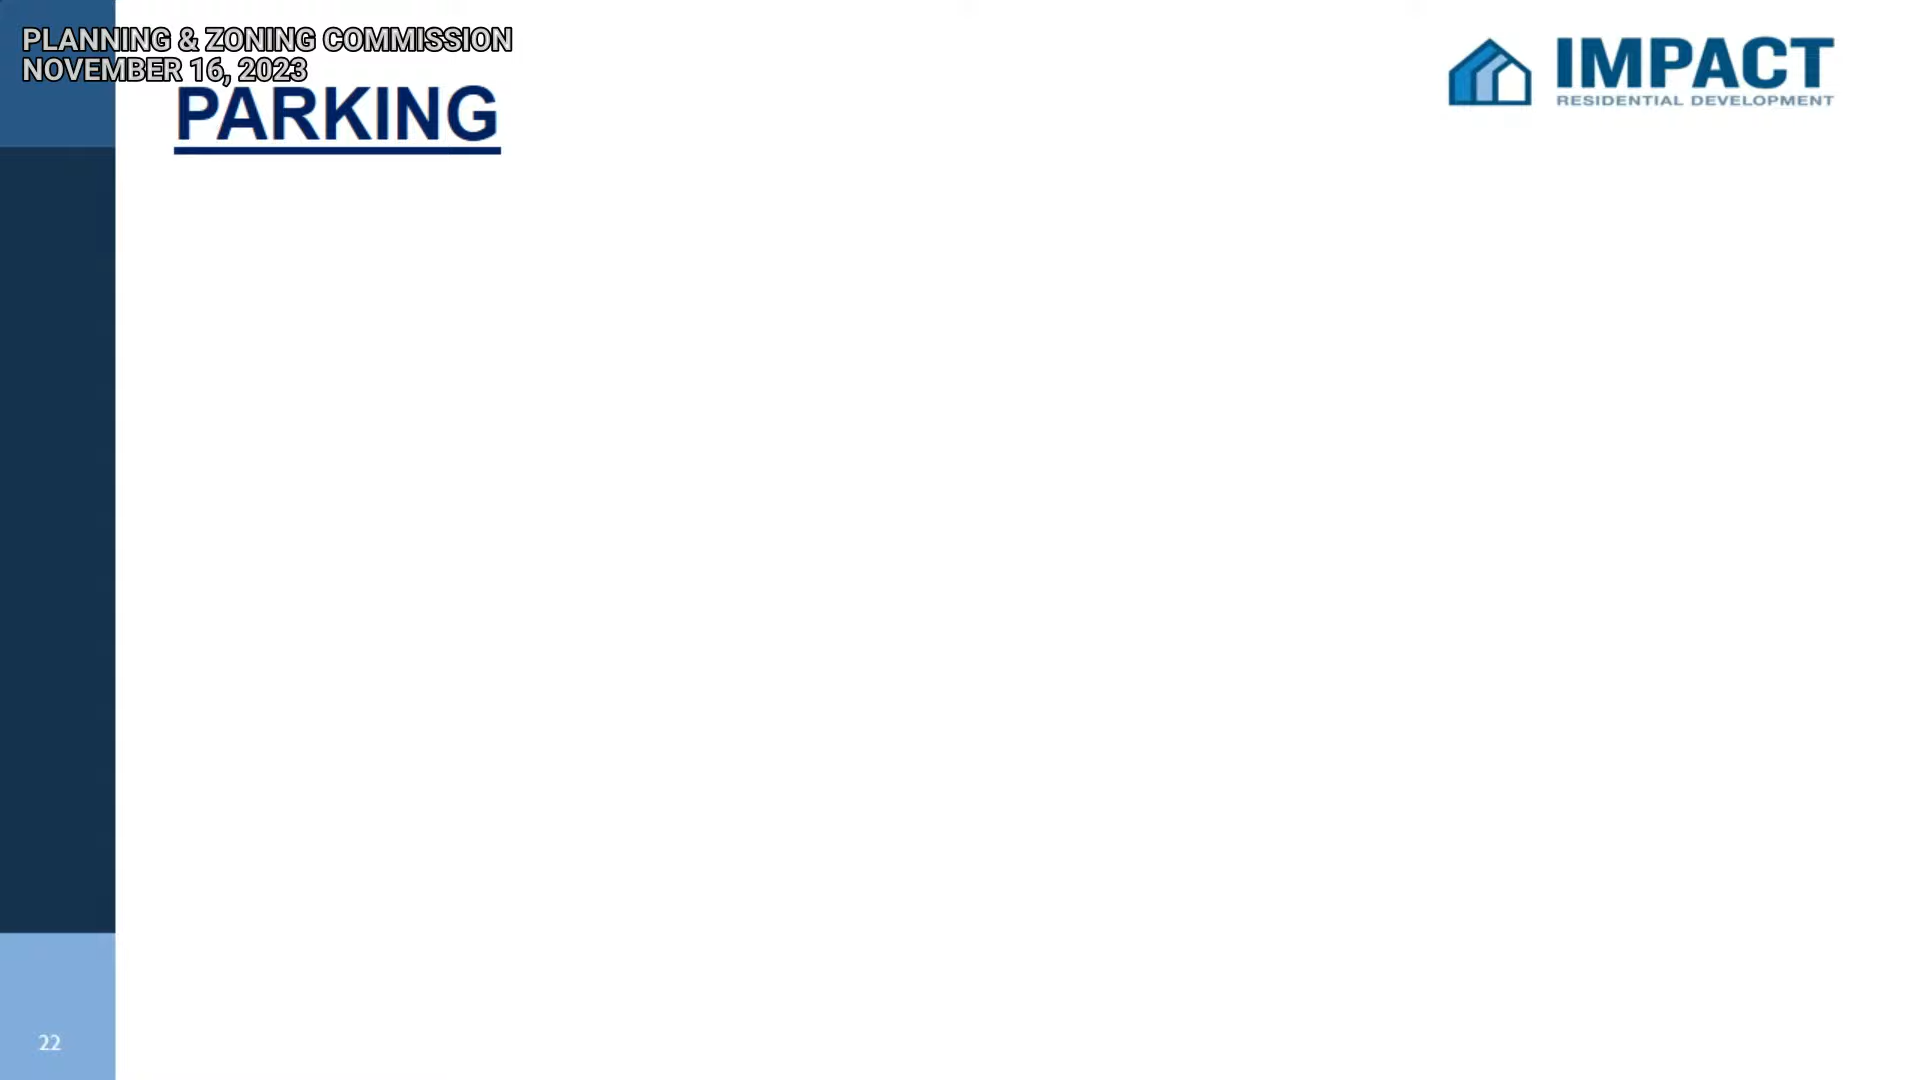 PLANNING & ZONING COMMISSION
NOVEMBER 16, 2023
PARKING
IMPACT
RESIDENTIAL DEVELOPMENT
22